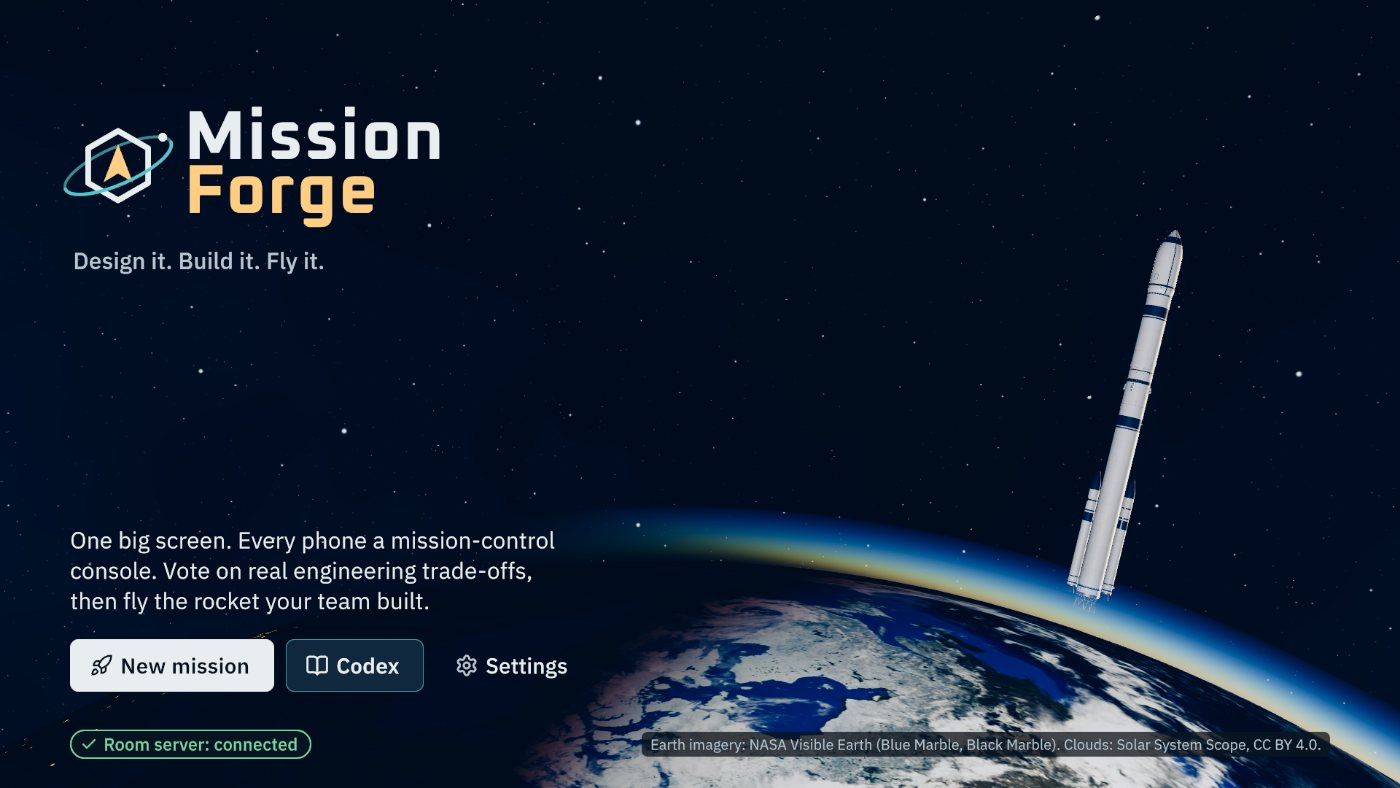 Mission
Forge
Design it. Build it. Fly it.
One big screen. Every phone a mission-control
console. Vote on real engineering trade-offs,
then fly the rocket your team built.
New mission
Codex
Settings
Room server: connected
Earth imagery: NASA Visible Earth (Blue Marble, Black Marble). Clouds: Solar System Scope, CC BY 4.0.